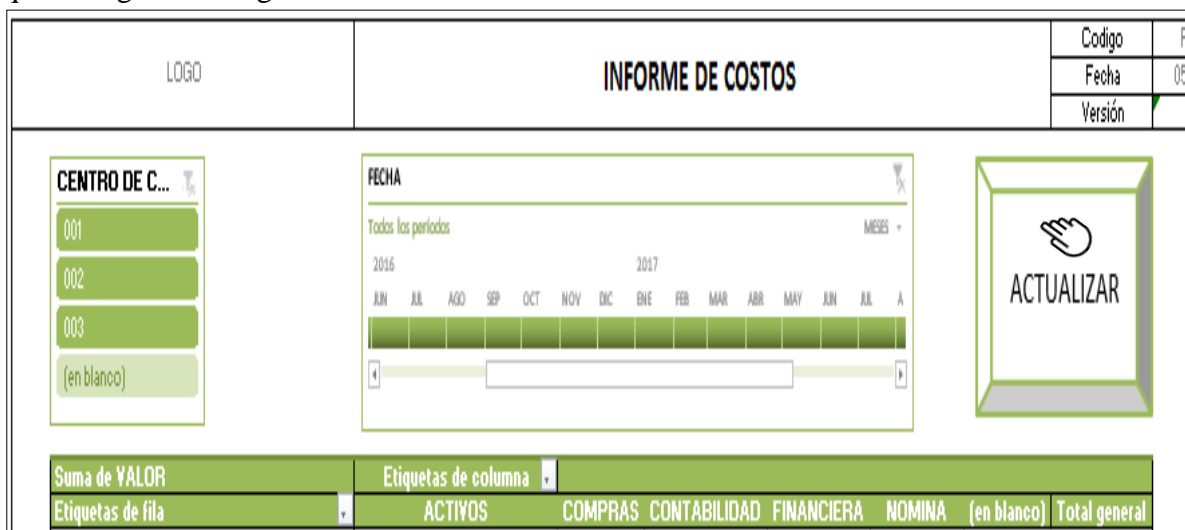 LOGO
INFORME DE COSTOS
Codigo
Fecha
05
Versión
CENTRO DE C...
001
002
003
(en blanco)
FECHA
Todos los períodos
MESES
2016 2017
JUN JUL AGO SEP OCT NOV DIC ENE FEB MAR ABR MAY JUN JUL A
ACTUALIZAR
Suma de VALOR Etiquetas de columna
Etiquetas de fila ACTIVOS COMPRAS CONTABILIDAD FINANCIERA NOMINA (en blanco) Total general